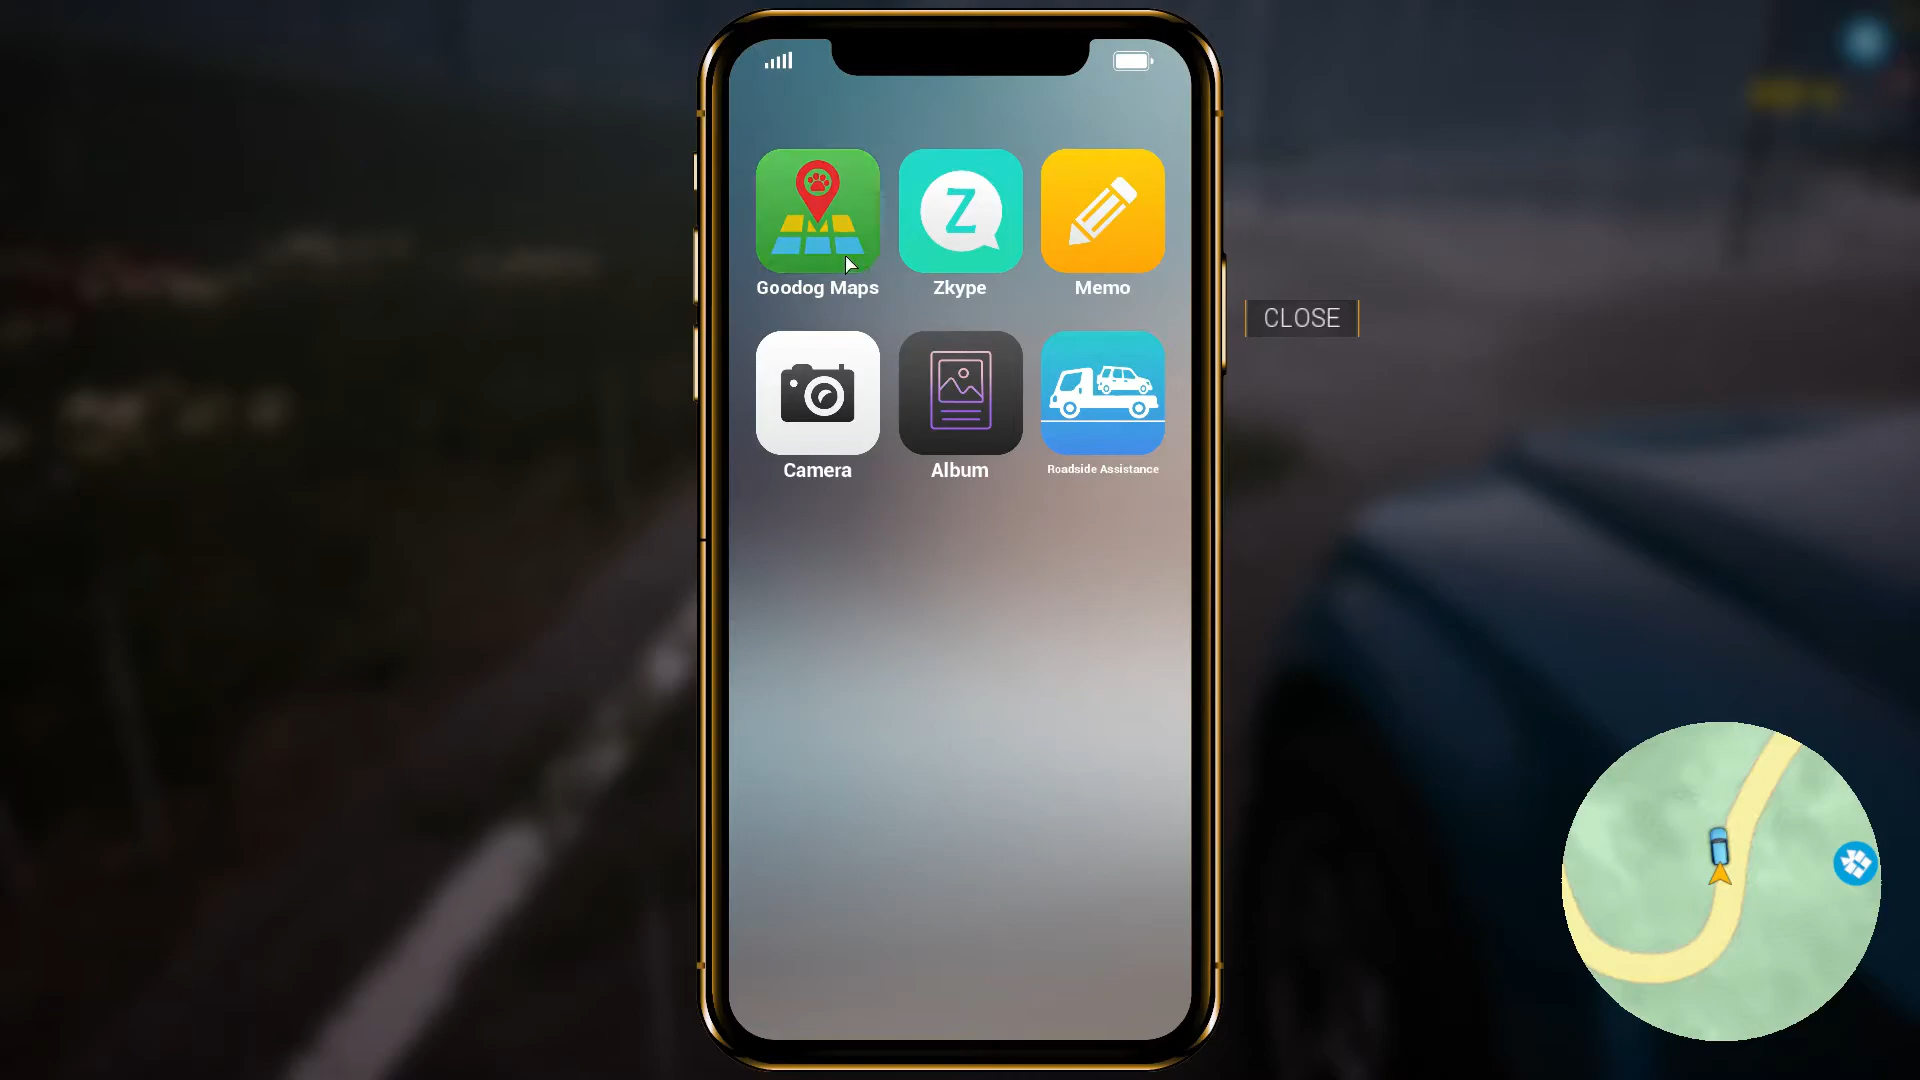 Goodog Maps
Z
Zkype
Memo
CLOSE
Camera
Album
Roadside Assistance